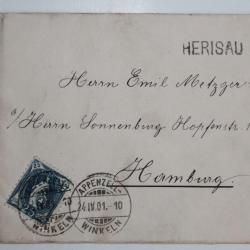 HERISAU
Herrn Emil Metzger
a/Herrn Sonnenburg Hopfenstr.
Hamburg
APPENZELL
24.IV.01.-10
WINKELN